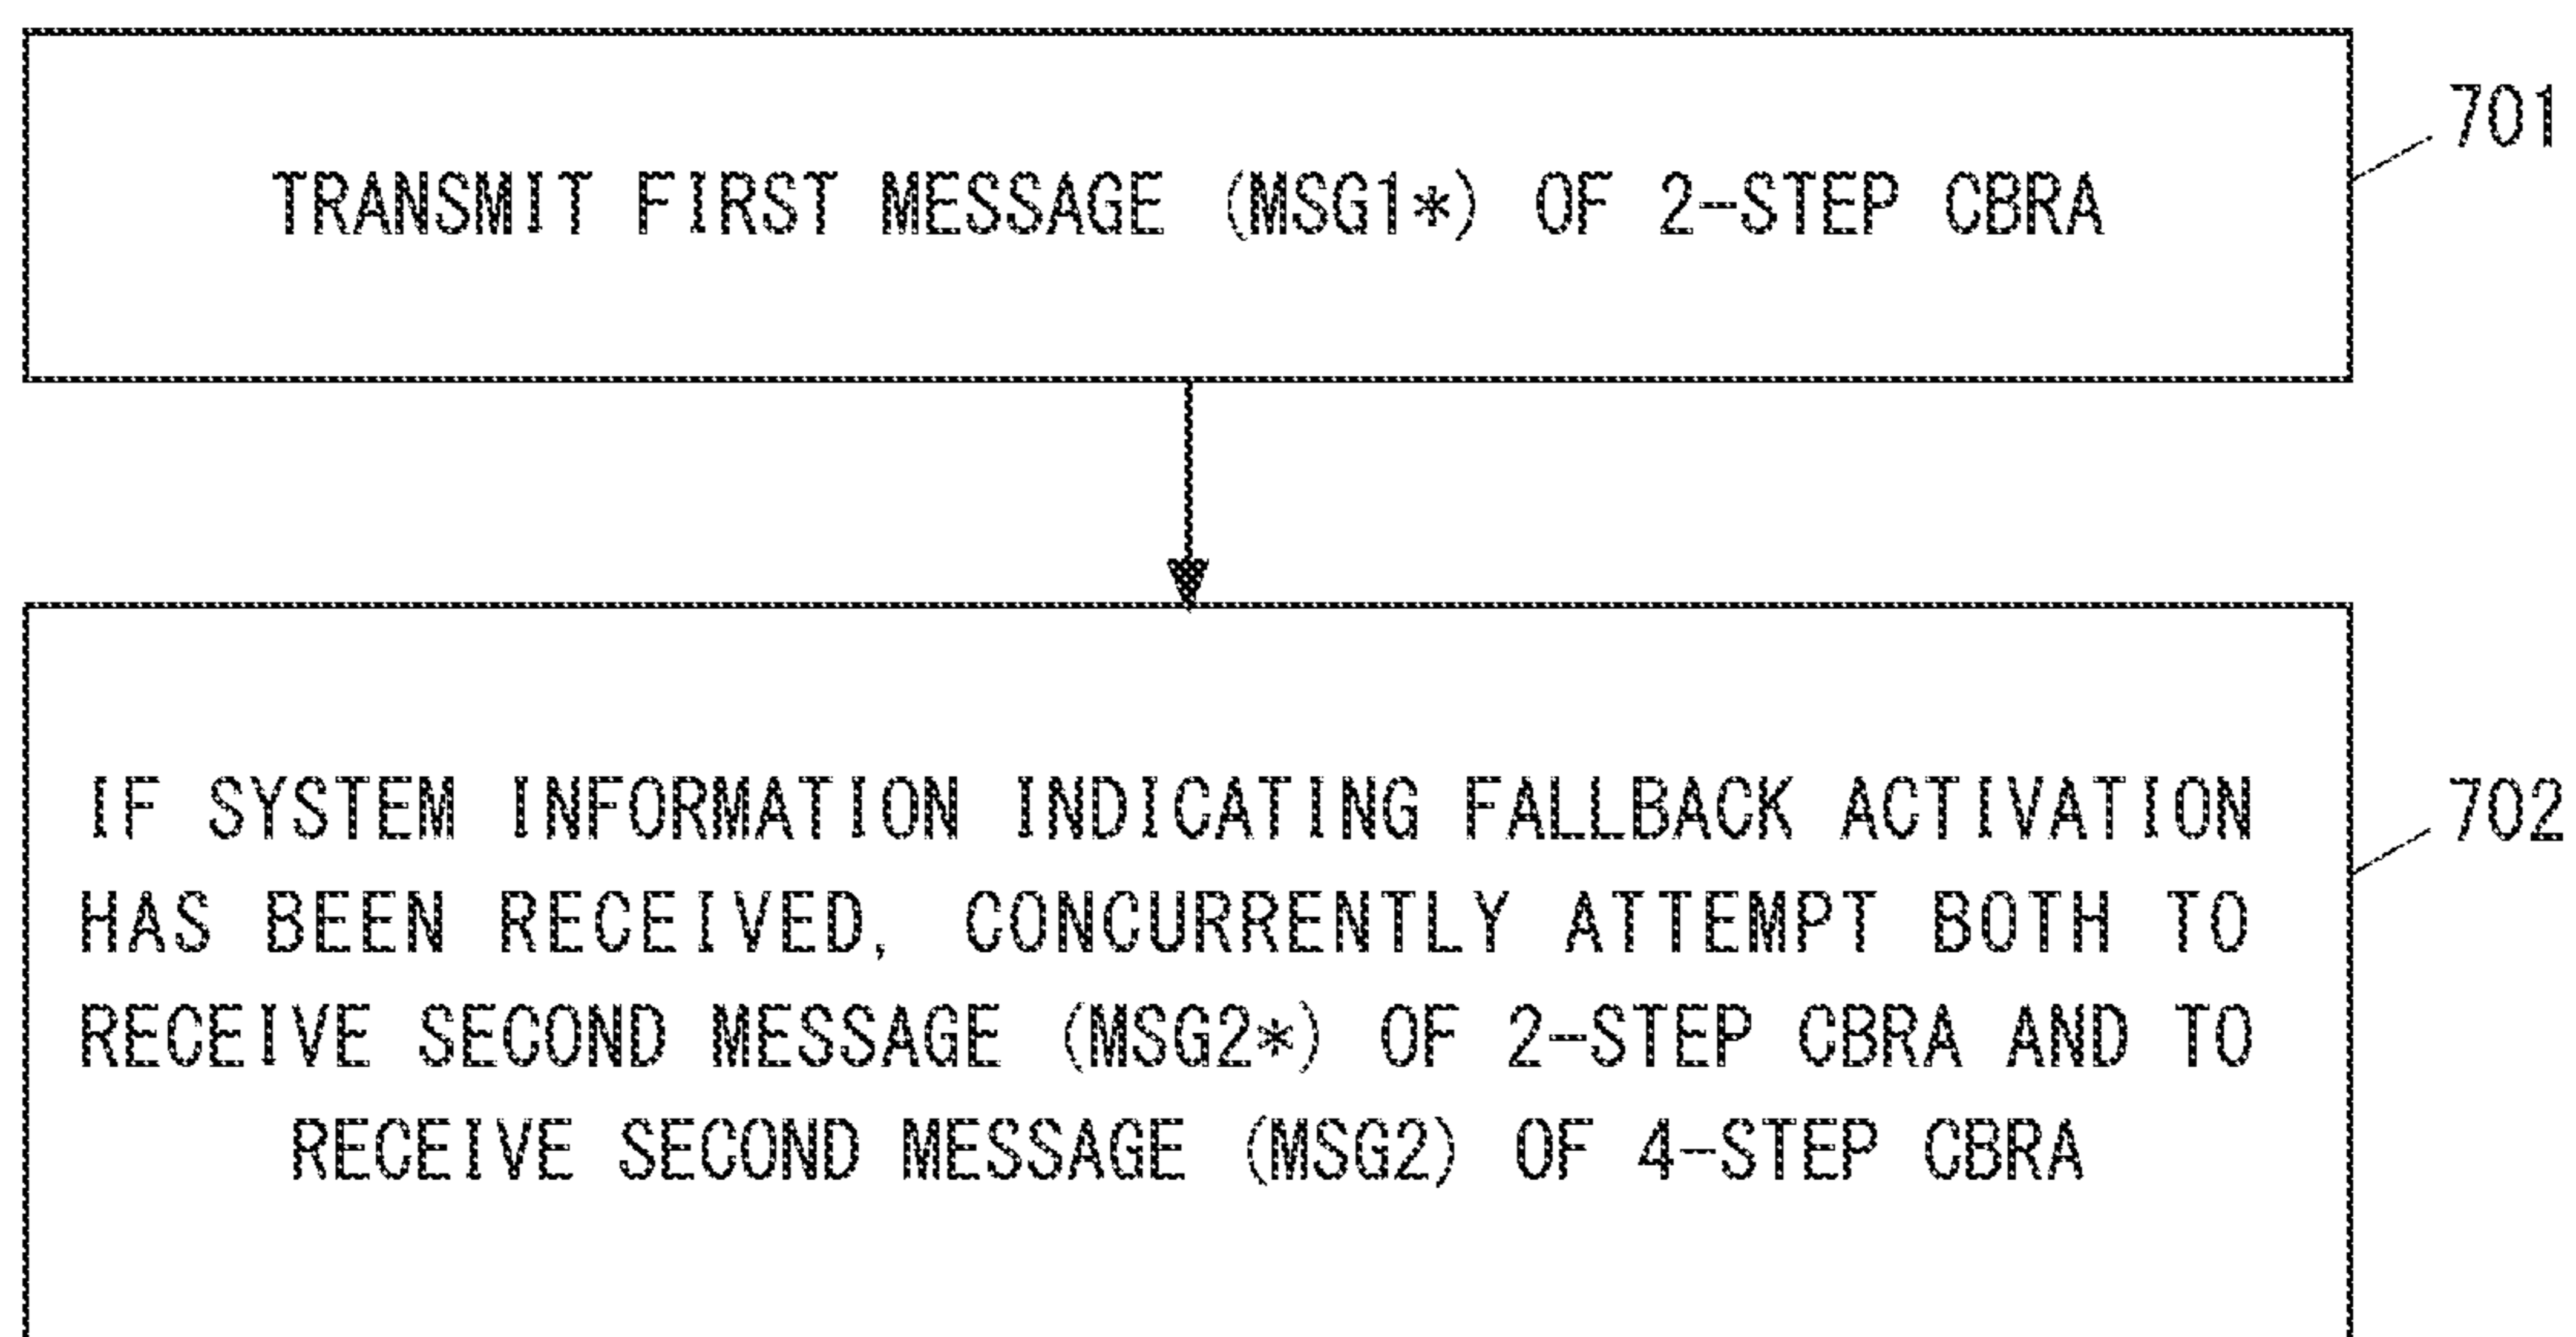 701
TRANSMIT FIRST MESSAGE (MSG1*) OF 2-STEP CBRA
702
IF SYSTEM INFORMATION INDICATING FALLBACK ACTIVATION
HAS BEEN RECEIVED, CONCURRENTLY ATTEMPT BOTH TO
RECEIVE SECOND MESSAGE (MSG2*) OF 2-STEP CBRA AND TO
RECEIVE SECOND MESSAGE (MSG2) OF 4-STEP CBRA